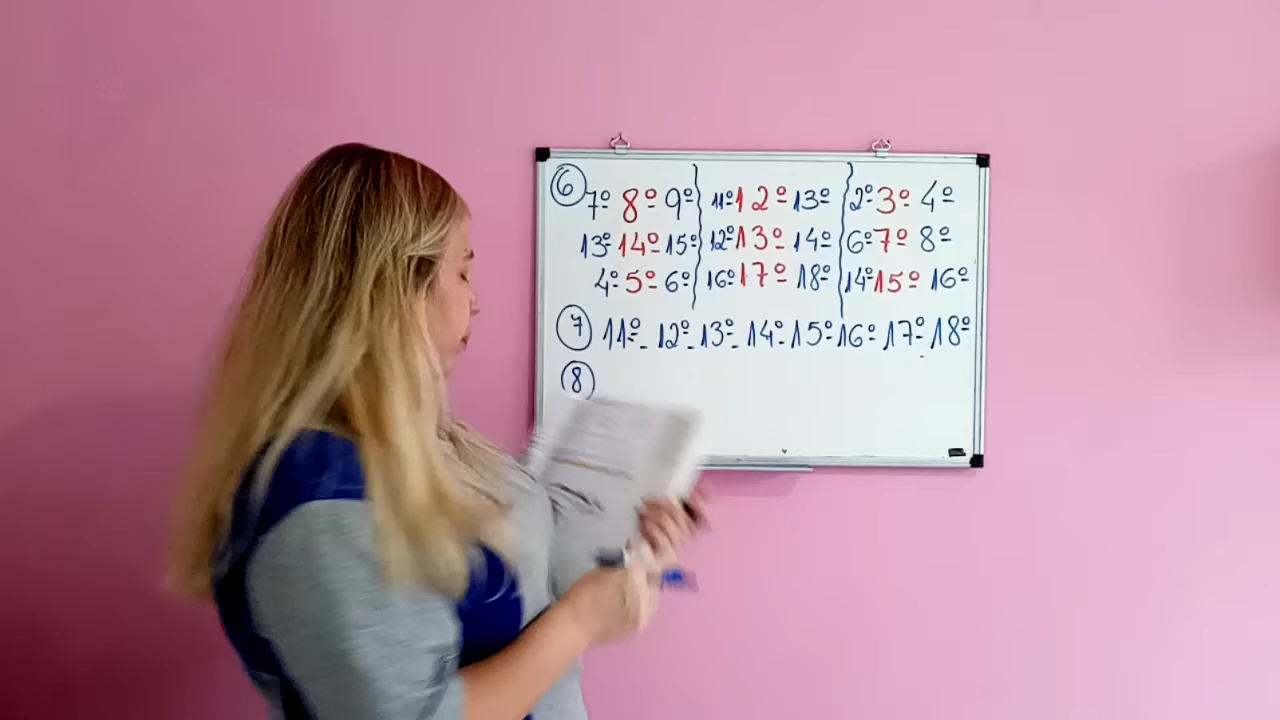 6 7º 8º 9º 11º 12º 13º 2º 3º 4º
13º 14º 15º 12º 13º 14º 6º 7º 8º
4º 5º 6º 16º 17º 18º 14º 15º 16º
7 11º 12º 13º 14º 15º 16º 17º 18º
8